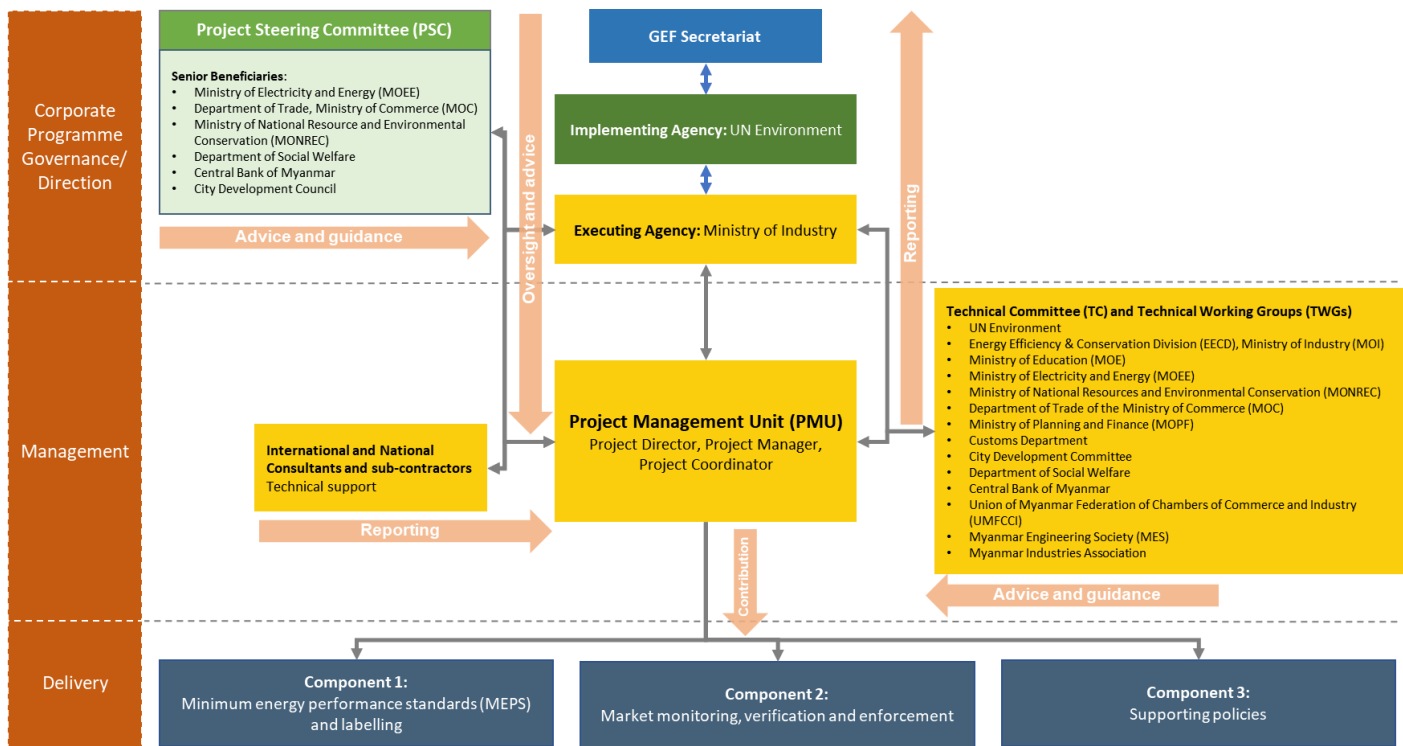 Corporate
Programme
Governance/
Direction
Project Steering Committee (PSC)
Senior Beneficiaries:
• Ministry of Electricity and Energy (MOEE)
• Department of Trade, Ministry of Commerce (MOC)
• Ministry of National Resource and Environmental
Conservation (MONREC)
• Department of Social Welfare
• Central Bank of Myanmar
• City Development Council
Advice and guidance
Oversight and advice
GEF Secretariat
Implementing Agency: UN Environment
Executing Agency: Ministry of Industry
Reporting
Management
International and National
Consultants and sub-contractors
Technical support
Reporting
Project Management Unit (PMU)
Project Director, Project Manager,
Project Coordinator
Contribution
Technical Committee (TC) and Technical Working Groups (TWGs)
• UN Environment
• Energy Efficiency & Conservation Division (EECD), Ministry of Industry (MOI)
• Ministry of Education (MOE)
• Ministry of Electricity and Energy (MOEE)
• Ministry of National Resources and Environmental Conservation (MONREC)
• Department of Trade of the Ministry of Commerce (MOC)
• Ministry of Planning and Finance (MOPF)
• Customs Department
• City Development Committee
• Department of Social Welfare
• Central Bank of Myanmar
• Union of Myanmar Federation of Chambers of Commerce and Industry
(UMFCCI)
• Myanmar Engineering Society (MES)
• Myanmar Industries Association
Advice and guidance
Delivery
Component 1:
Minimum energy performance standards (MEPS)
and labelling
Component 2:
Market monitoring, verification and enforcement
Component 3:
Supporting policies